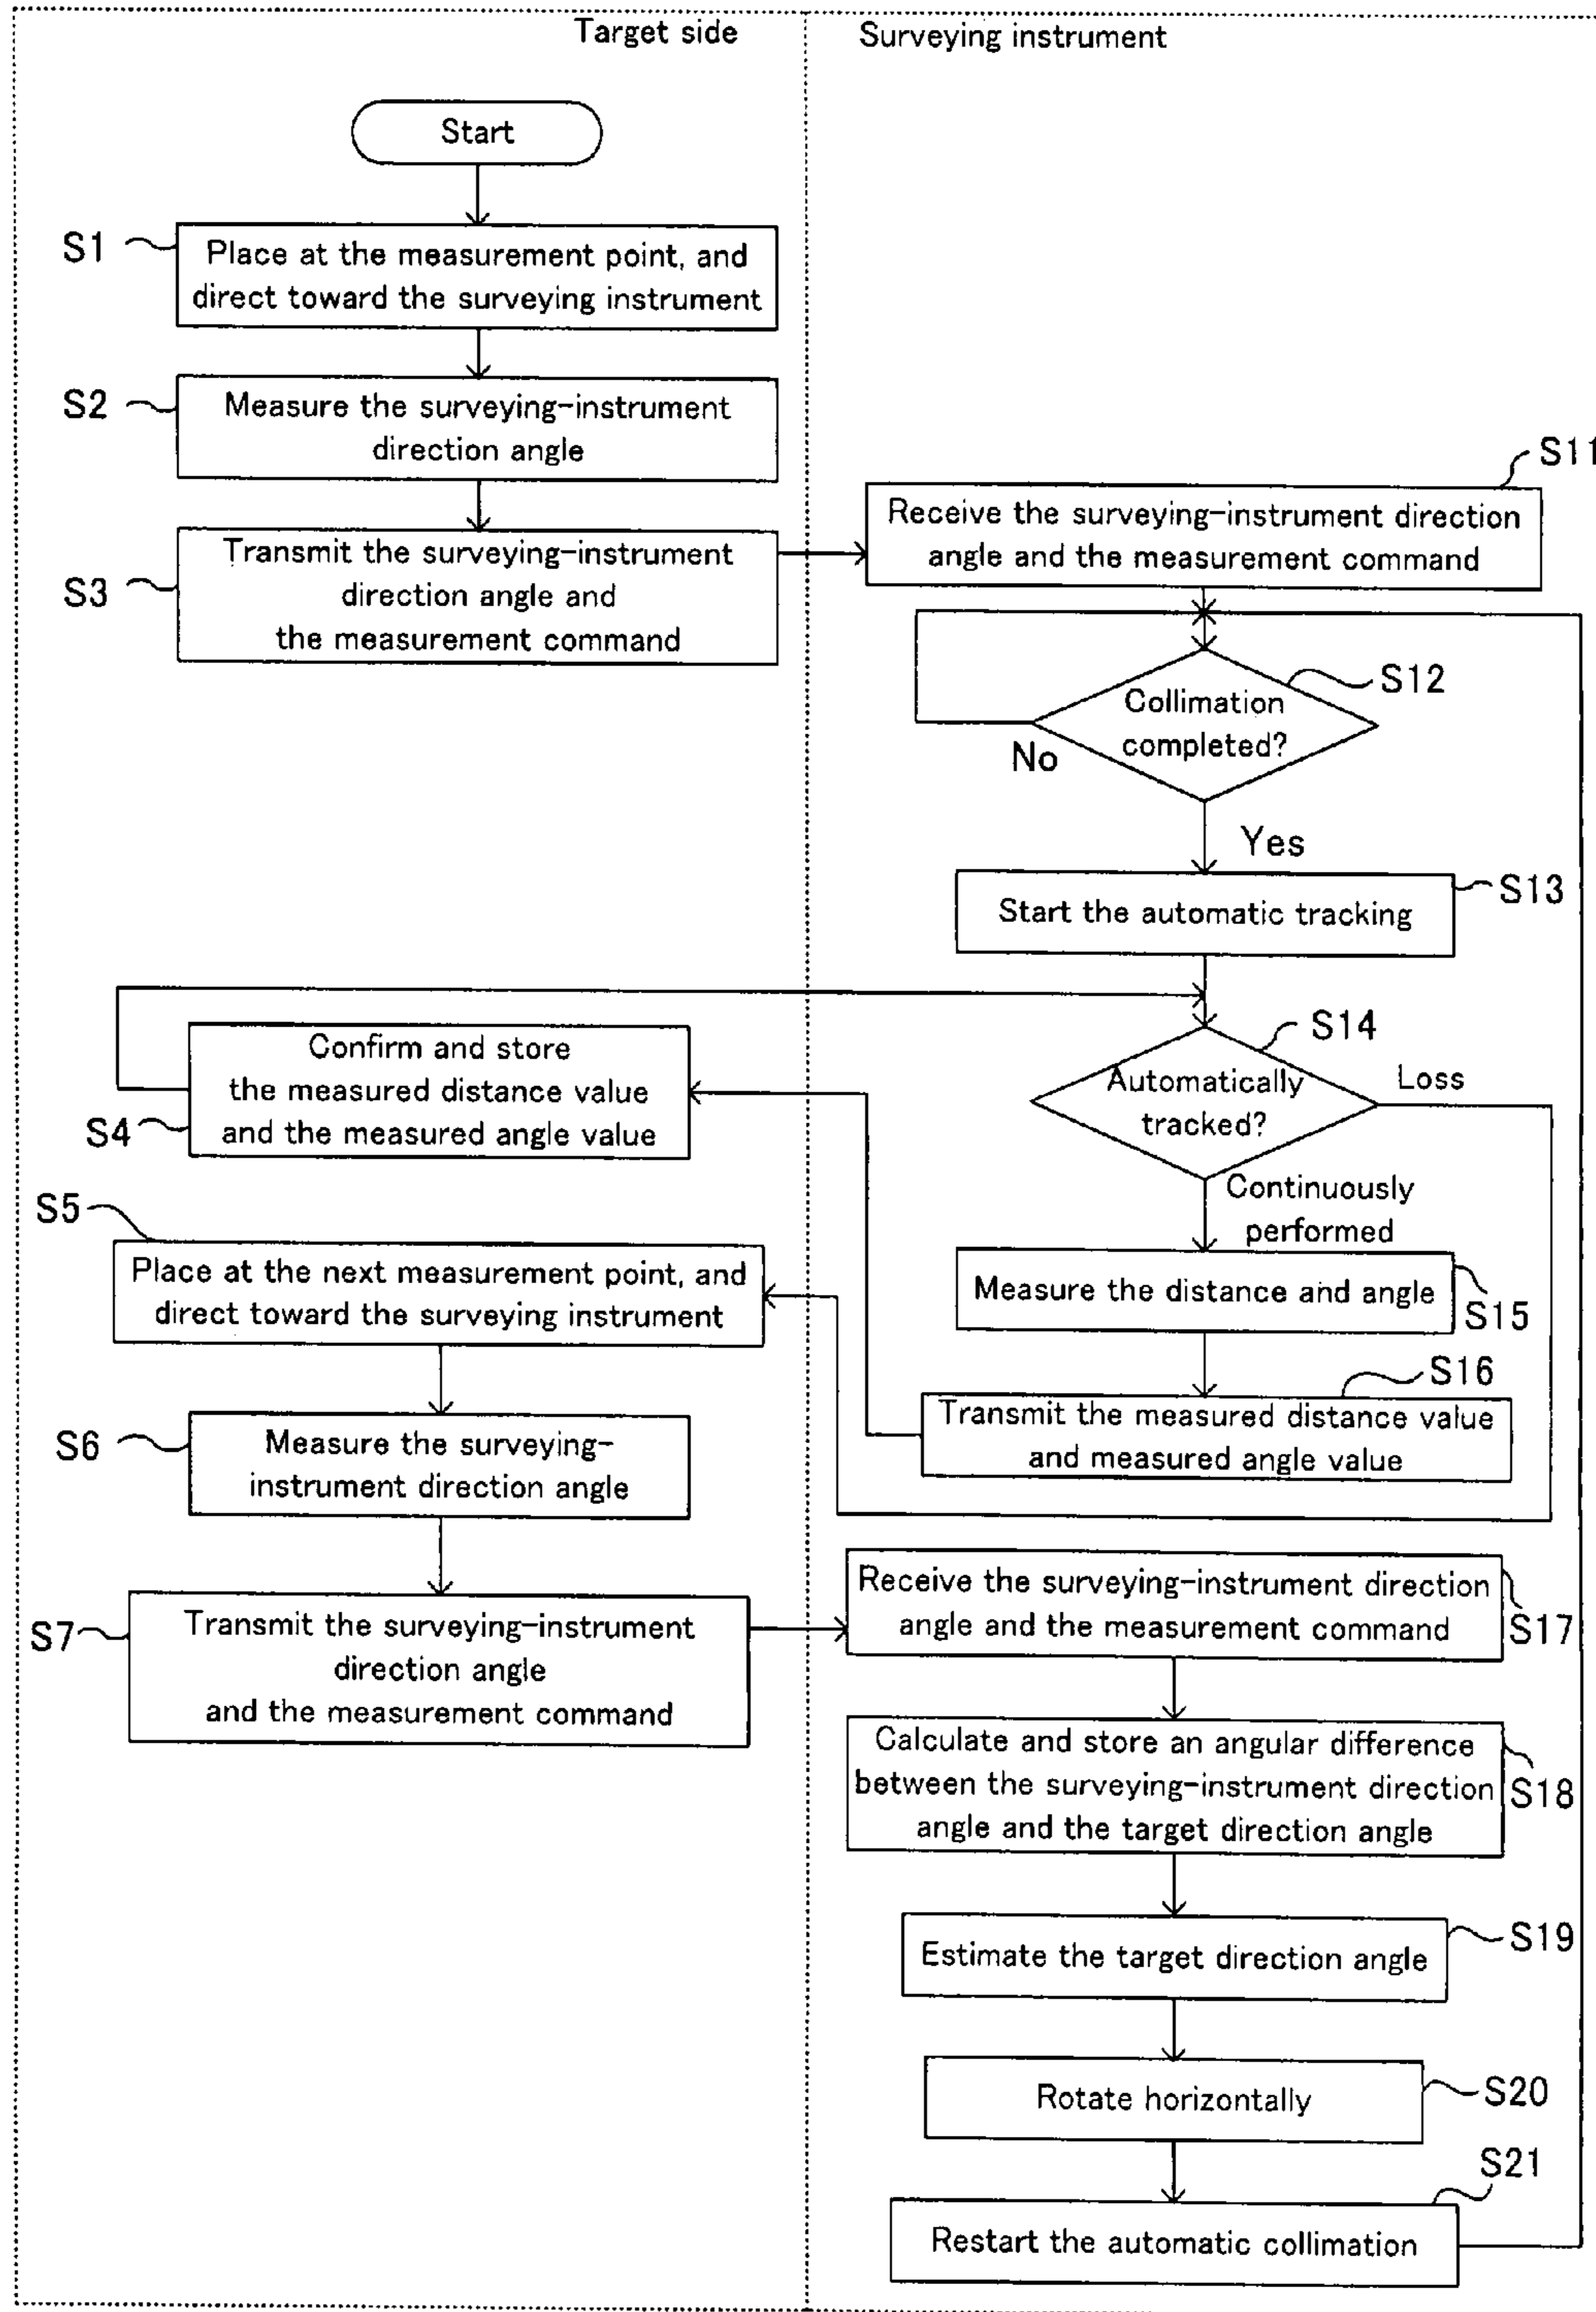 Target side
Surveying instrument
Start
S1
Place at the measurement point, and
direct toward the surveying instrument
S2
Measure the surveying-instrument
direction angle
S3
Transmit the surveying-instrument
direction angle and
the measurement command
S11
Receive the surveying-instrument direction
angle and the measurement command
S12
Collimation
completed?
No
Yes
S13
Start the automatic tracking
S14
Automatically
tracked?
Loss
Continuously
performed
S4
Confirm and store
the measured distance value
and the measured angle value
S15
Measure the distance and angle
S16
Transmit the measured distance value
and measured angle value
S5
Place at the next measurement point, and
direct toward the surveying instrument
S6
Measure the surveying-
instrument direction angle
S7
Transmit the surveying-instrument
direction angle
and the measurement command
S17
Receive the surveying-instrument direction
angle and the measurement command
S18
Calculate and store an angular difference
between the surveying-instrument direction
angle and the target direction angle
S19
Estimate the target direction angle
S20
Rotate horizontally
S21
Restart the automatic collimation